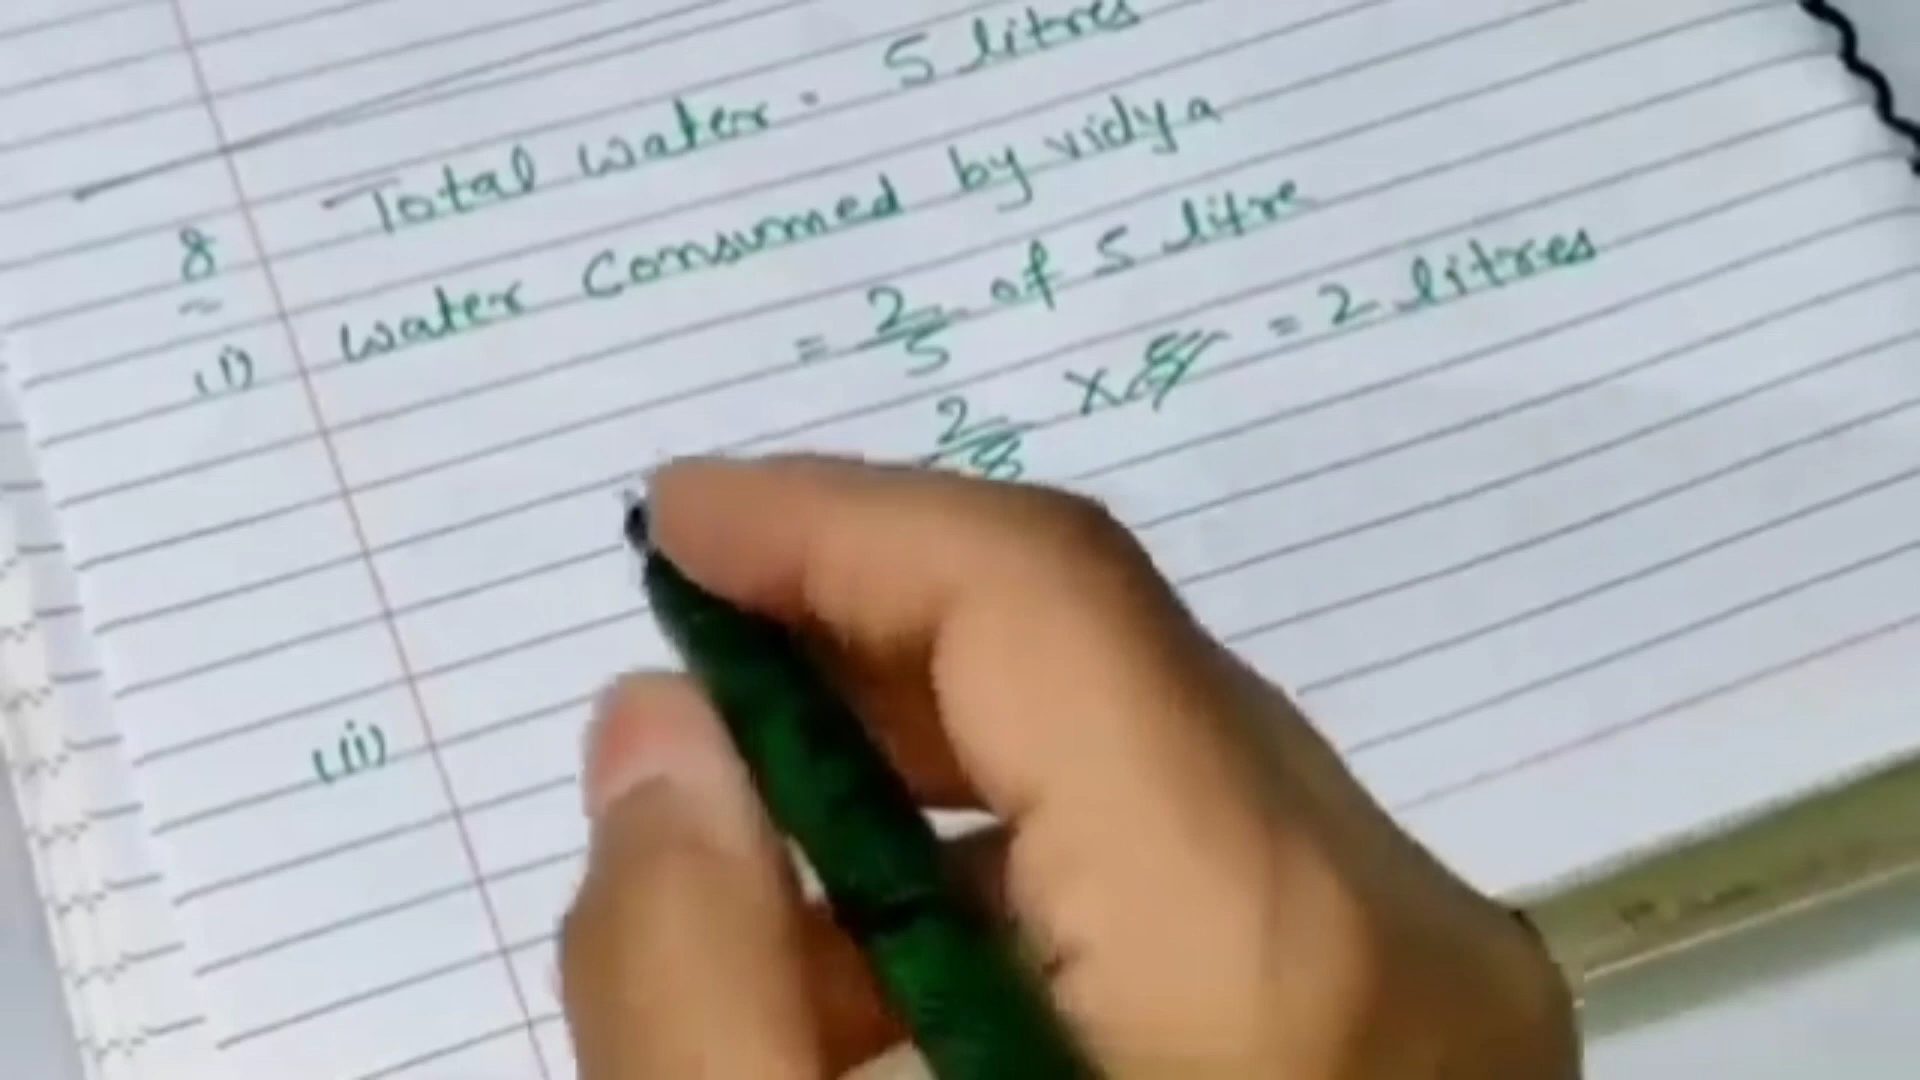 8 Total water = 5 litres
(i) water consumed by vidya
= 2/5 of 5 litre
2/5 x 5 = 2 litres
(ii)